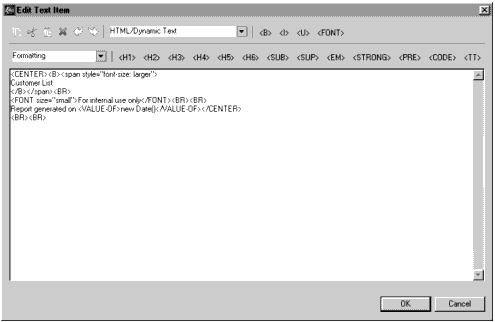 Edit Text Item
HTML/Dynamic Text <B> <I> <U> <FONT>
Formatting <H1> <H2> <H3> <H4> <H5> <H6> <SUB> <SUP> <EM> <STRONG> <PRE> <CODE> <TT>
<CENTER><B><span style="font-size: larger">
Customer List
</B></span><BR>
<FONT size="small">For internal use only</FONT><BR><BR>
Report generated on <VALUE-OF>new Date()</VALUE-OF></CENTER>
<BR><BR>
OK Cancel